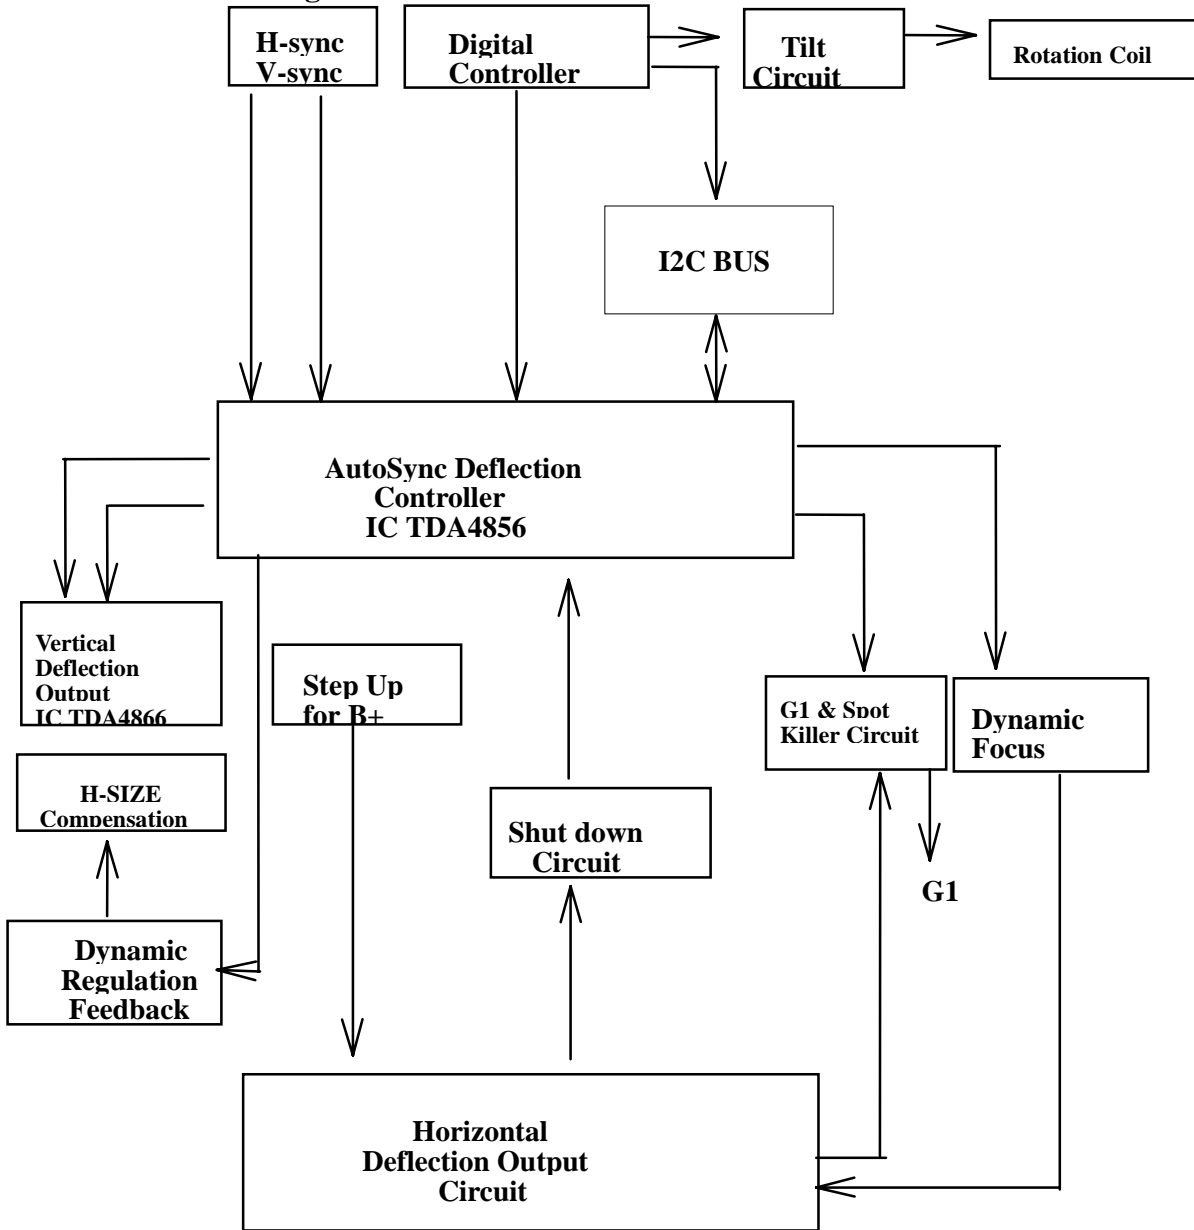 H-sync
V-sync
Digital
Controller
Tilt
Circuit
Rotation Coil
I2C BUS
AutoSync Deflection
Controller
IC TDA4856
Vertical
Deflection
Output
IC TDA4866
Step Up
for B+
G1 & Spot
Killer Circuit
Dynamic
Focus
H-SIZE
Compensation
Shut down
Circuit
G1
Dynamic
Regulation
Feedback
Horizontal
Deflection Output
Circuit